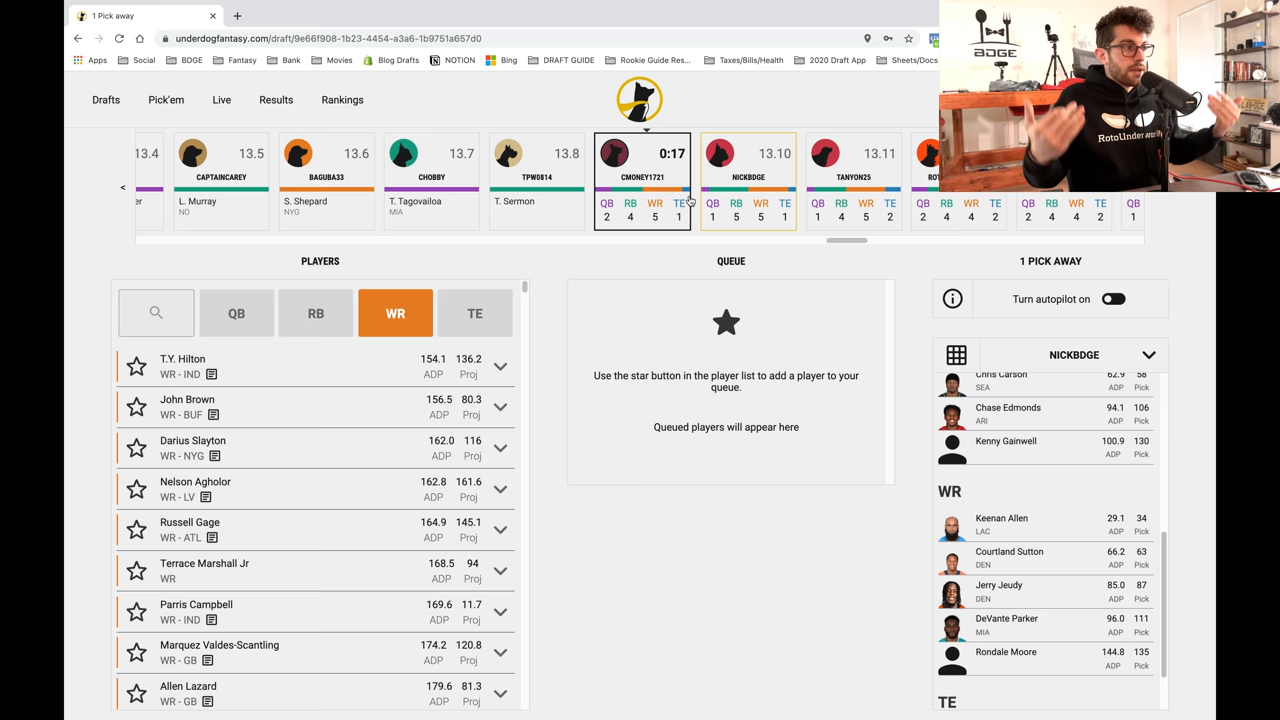 1 Pick away
underdogfantasy.com/draft/9e66f908-1b23-4454-a3a6-1b9751a657d0
Apps Social BDGE Fantasy Banks Movies Blog Drafts NOTION Bing DRAFT GUIDE Rookie Guide Res... Taxes/Bills/Health 2020 Draft App Sheets/Docs
BDGE
RotoUnderworld
Drafts Pick'em Live Results Rankings
13.4 13.5 13.6 13.7 13.8 0:17 13.10 13.11
CAPTAINCAREY BAGUBA33 CHOBBY TPW0814 CMONEY1721 NICKBDGE TANYON25
L. Murray S. Shepard T. Tagovailoa T. Sermon QB RB WR TE QB RB WR TE QB RB WR TE QB RB WR TE QB RB WR TE QB
NO NYG MIA 2 4 5 1 1 5 5 1 1 4 5 2 2 4 4 2 4 4 2 1
PLAYERS QUEUE 1 PICK AWAY
QB RB WR TE
Turn autopilot on
NICKBDGE
Use the star button in the player list to add a player to your
queue.
Queued players will appear here
T.Y. Hilton 154.1 136.2
WR - IND ADP Proj
John Brown 156.5 80.3
WR - BUF ADP Proj
Darius Slayton 162.0 116
WR - NYG ADP Proj
Nelson Agholor 162.8 161.6
WR - LV ADP Proj
Russell Gage 164.9 145.1
WR - ATL ADP Proj
Terrace Marshall Jr 168.5 94
WR ADP Proj
Parris Campbell 169.6 11.7
WR - IND ADP Proj
Marquez Valdes-Scantling 174.2 120.8
WR - GB ADP Proj
Allen Lazard 179.6 81.3
WR - GB ADP Proj
Chris Carson 62.9 58
SEA ADP Pick
Chase Edmonds 94.1 106
ARI ADP Pick
Kenny Gainwell 100.9 130
ADP Pick
WR
Keenan Allen 29.1 34
LAC ADP Pick
Courtland Sutton 66.2 63
DEN ADP Pick
Jerry Jeudy 85.0 87
DEN ADP Pick
DeVante Parker 96.0 111
MIA ADP Pick
Rondale Moore 144.8 135
ADP Pick
TE